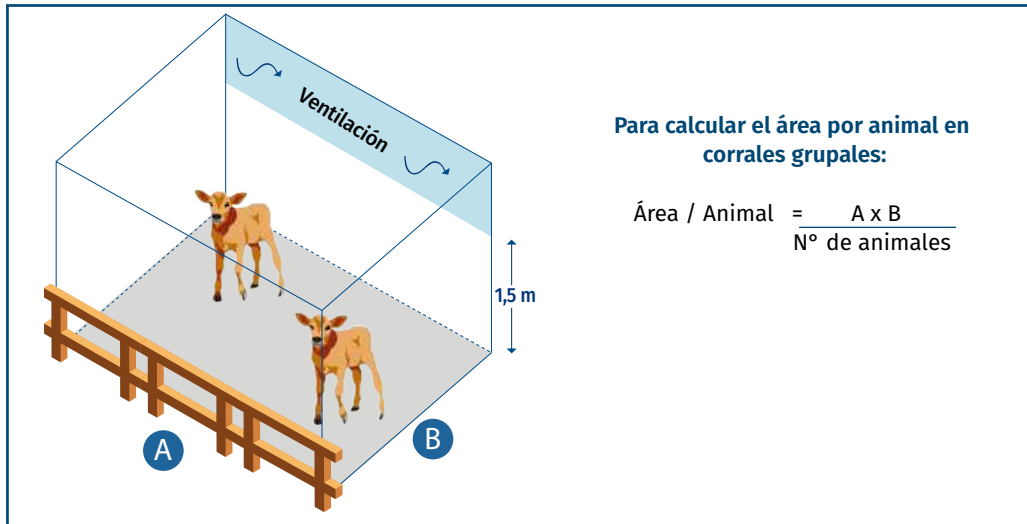 Ventilación
1,5 m
A
B
Para calcular el área por animal en
corrales grupales:
Área / Animal = A x B
N° de animales